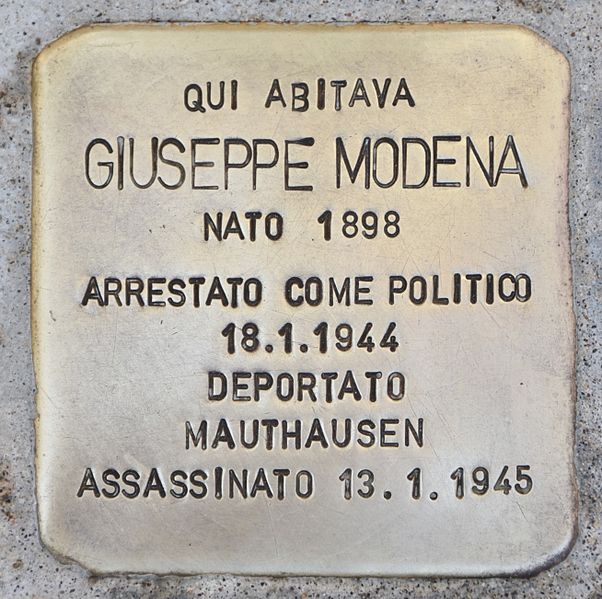 QUI ABITAVA
GIUSEPPE MODENA
NATO 1898
ARRESTATO COME POLITICO
18.1.1944
DEPORTATO
MAUTHAUSEN
ASSASSINATO 13.1.1945